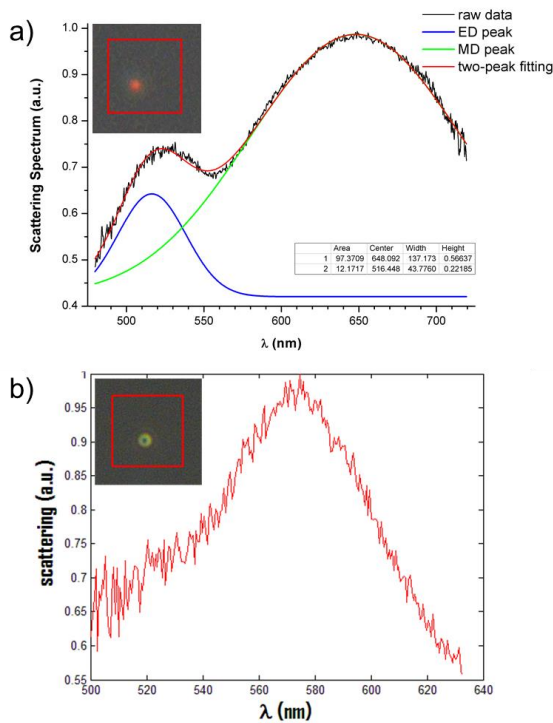 a)
raw data
ED peak
MD peak
two-peak fitting
Scattering Spectrum (a.u.)
1.0
0.9
0.8
0.7
0.6
0.5
0.4
Area Center Width Height
1 97.3709 648.092 137.173 0.56637
2 12.1717 516.448 43.7760 0.22185
500 550 600 650 700
λ (nm)
b)
scattering (a.u.)
1
0.95
0.9
0.85
0.8
0.75
0.7
0.65
0.6
0.55
500 520 540 560 580 600 620 640
λ (nm)